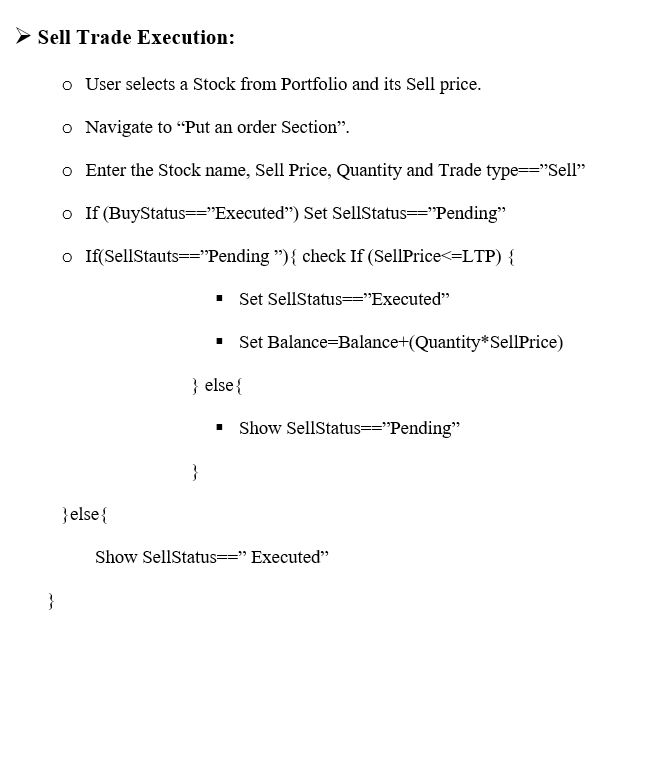 ➢ Sell Trade Execution:
o User selects a Stock from Portfolio and its Sell price.
o Navigate to “Put an order Section”.
o Enter the Stock name, Sell Price, Quantity and Trade type==”Sell”
o If (BuyStatus==”Executed”) Set SellStatus==”Pending”
o If(SellStauts==”Pending ”){ check If (SellPrice<=LTP) {
▪ Set SellStatus==”Executed”
▪ Set Balance=Balance+(Quantity*SellPrice)
} else{
▪ Show SellStatus==”Pending”
}
}else{
Show SellStatus==” Executed”
}